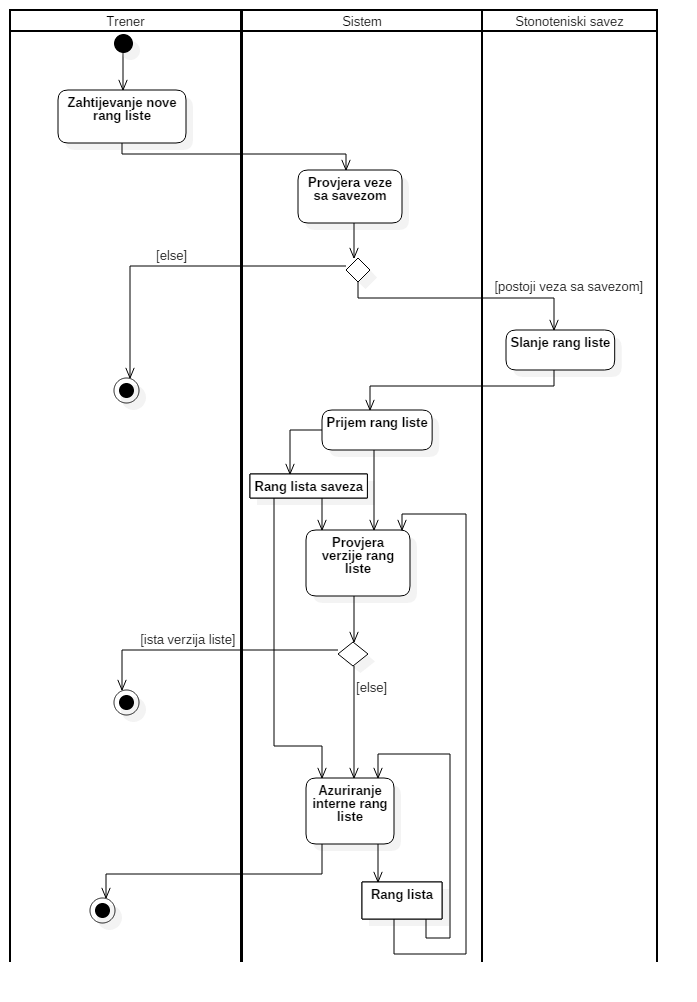 Trener
Sistem
Stonoteniski savez
Zahtijevanje nove
rang liste
Provjera veze
sa savezom
[else]
[postoji veza sa savezom]
Slanje rang liste
Prijem rang liste
Rang lista saveza
Provjera
verzije rang
liste
[ista verzija liste]
[else]
Azuriranje
interne rang
liste
Rang lista